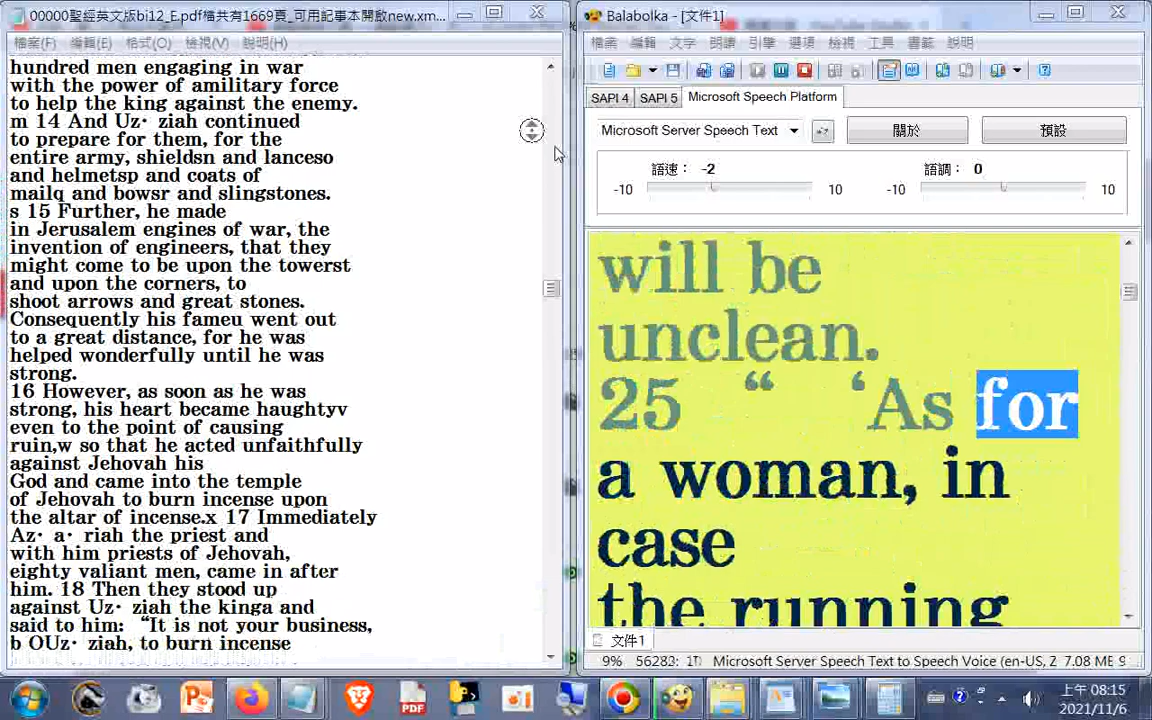 00000聖經英文版bi12_E.pdf檔共有1669頁_可用記事本開啟new.xm...
檔案(F) 編輯(E) 格式(O) 檢視(V) 說明(H)
hundred men engaging in war
with the power of amilitary force
to help the king against the enemy.
m 14 And Uz· ziah continued
to prepare for them, for the
entire army, shieldsn and lanceso
and helmetsp and coats of
mailq and bowsr and slingstones.
s 15 Further, he made
in Jerusalem engines of war, the
invention of engineers, that they
might come to be upon the towerst
and upon the corners, to
shoot arrows and great stones.
Consequently his fameu went out
to a great distance, for he was
helped wonderfully until he was
strong.
16 However, as soon as he was
strong, his heart became haughtyv
even to the point of causing
ruin,w so that he acted unfaithfully
against Jehovah his
God and came into the temple
of Jehovah to burn incense upon
the altar of incense.x 17 Immediately
Az· a· riah the priest and
with him priests of Jehovah,
eighty valiant men, came in after
him. 18 Then they stood up
against Uz· ziah the kinga and
said to him: “It is not your business,
b OUz· ziah, to burn incense
Balabolka - [文件1]
檔案 編輯 文字 朗讀 引擎 選項 檢視 工具 書籤 說明
SAPI 4 SAPI 5 Microsoft Speech Platform
Microsoft Server Speech Text 關於 預設
語速： -2 語調： 0
-10 10 -10 10
will be
unclean.
25 “ ‘As for
a woman, in
case
the running
文件1
9% 56283: 1 Microsoft Server Speech Text to Speech Voice (en-US, 2 7.08 MB 9
PDF
上午 08:15
2021/11/6